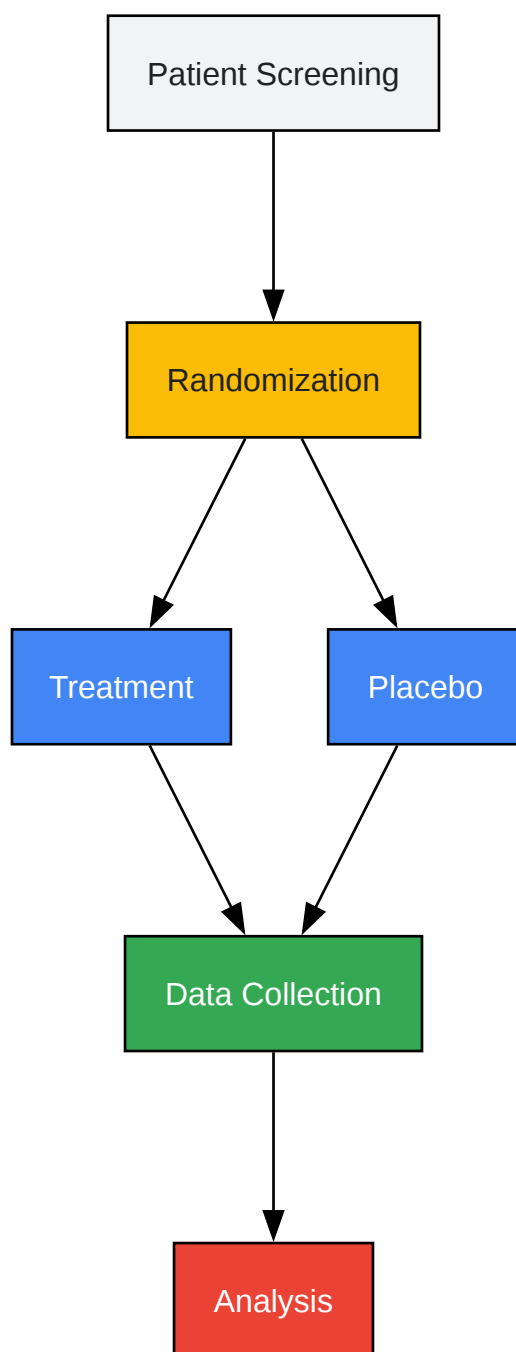 Patient Screening
Randomization
Treatment
Placebo
Data Collection
Analysis